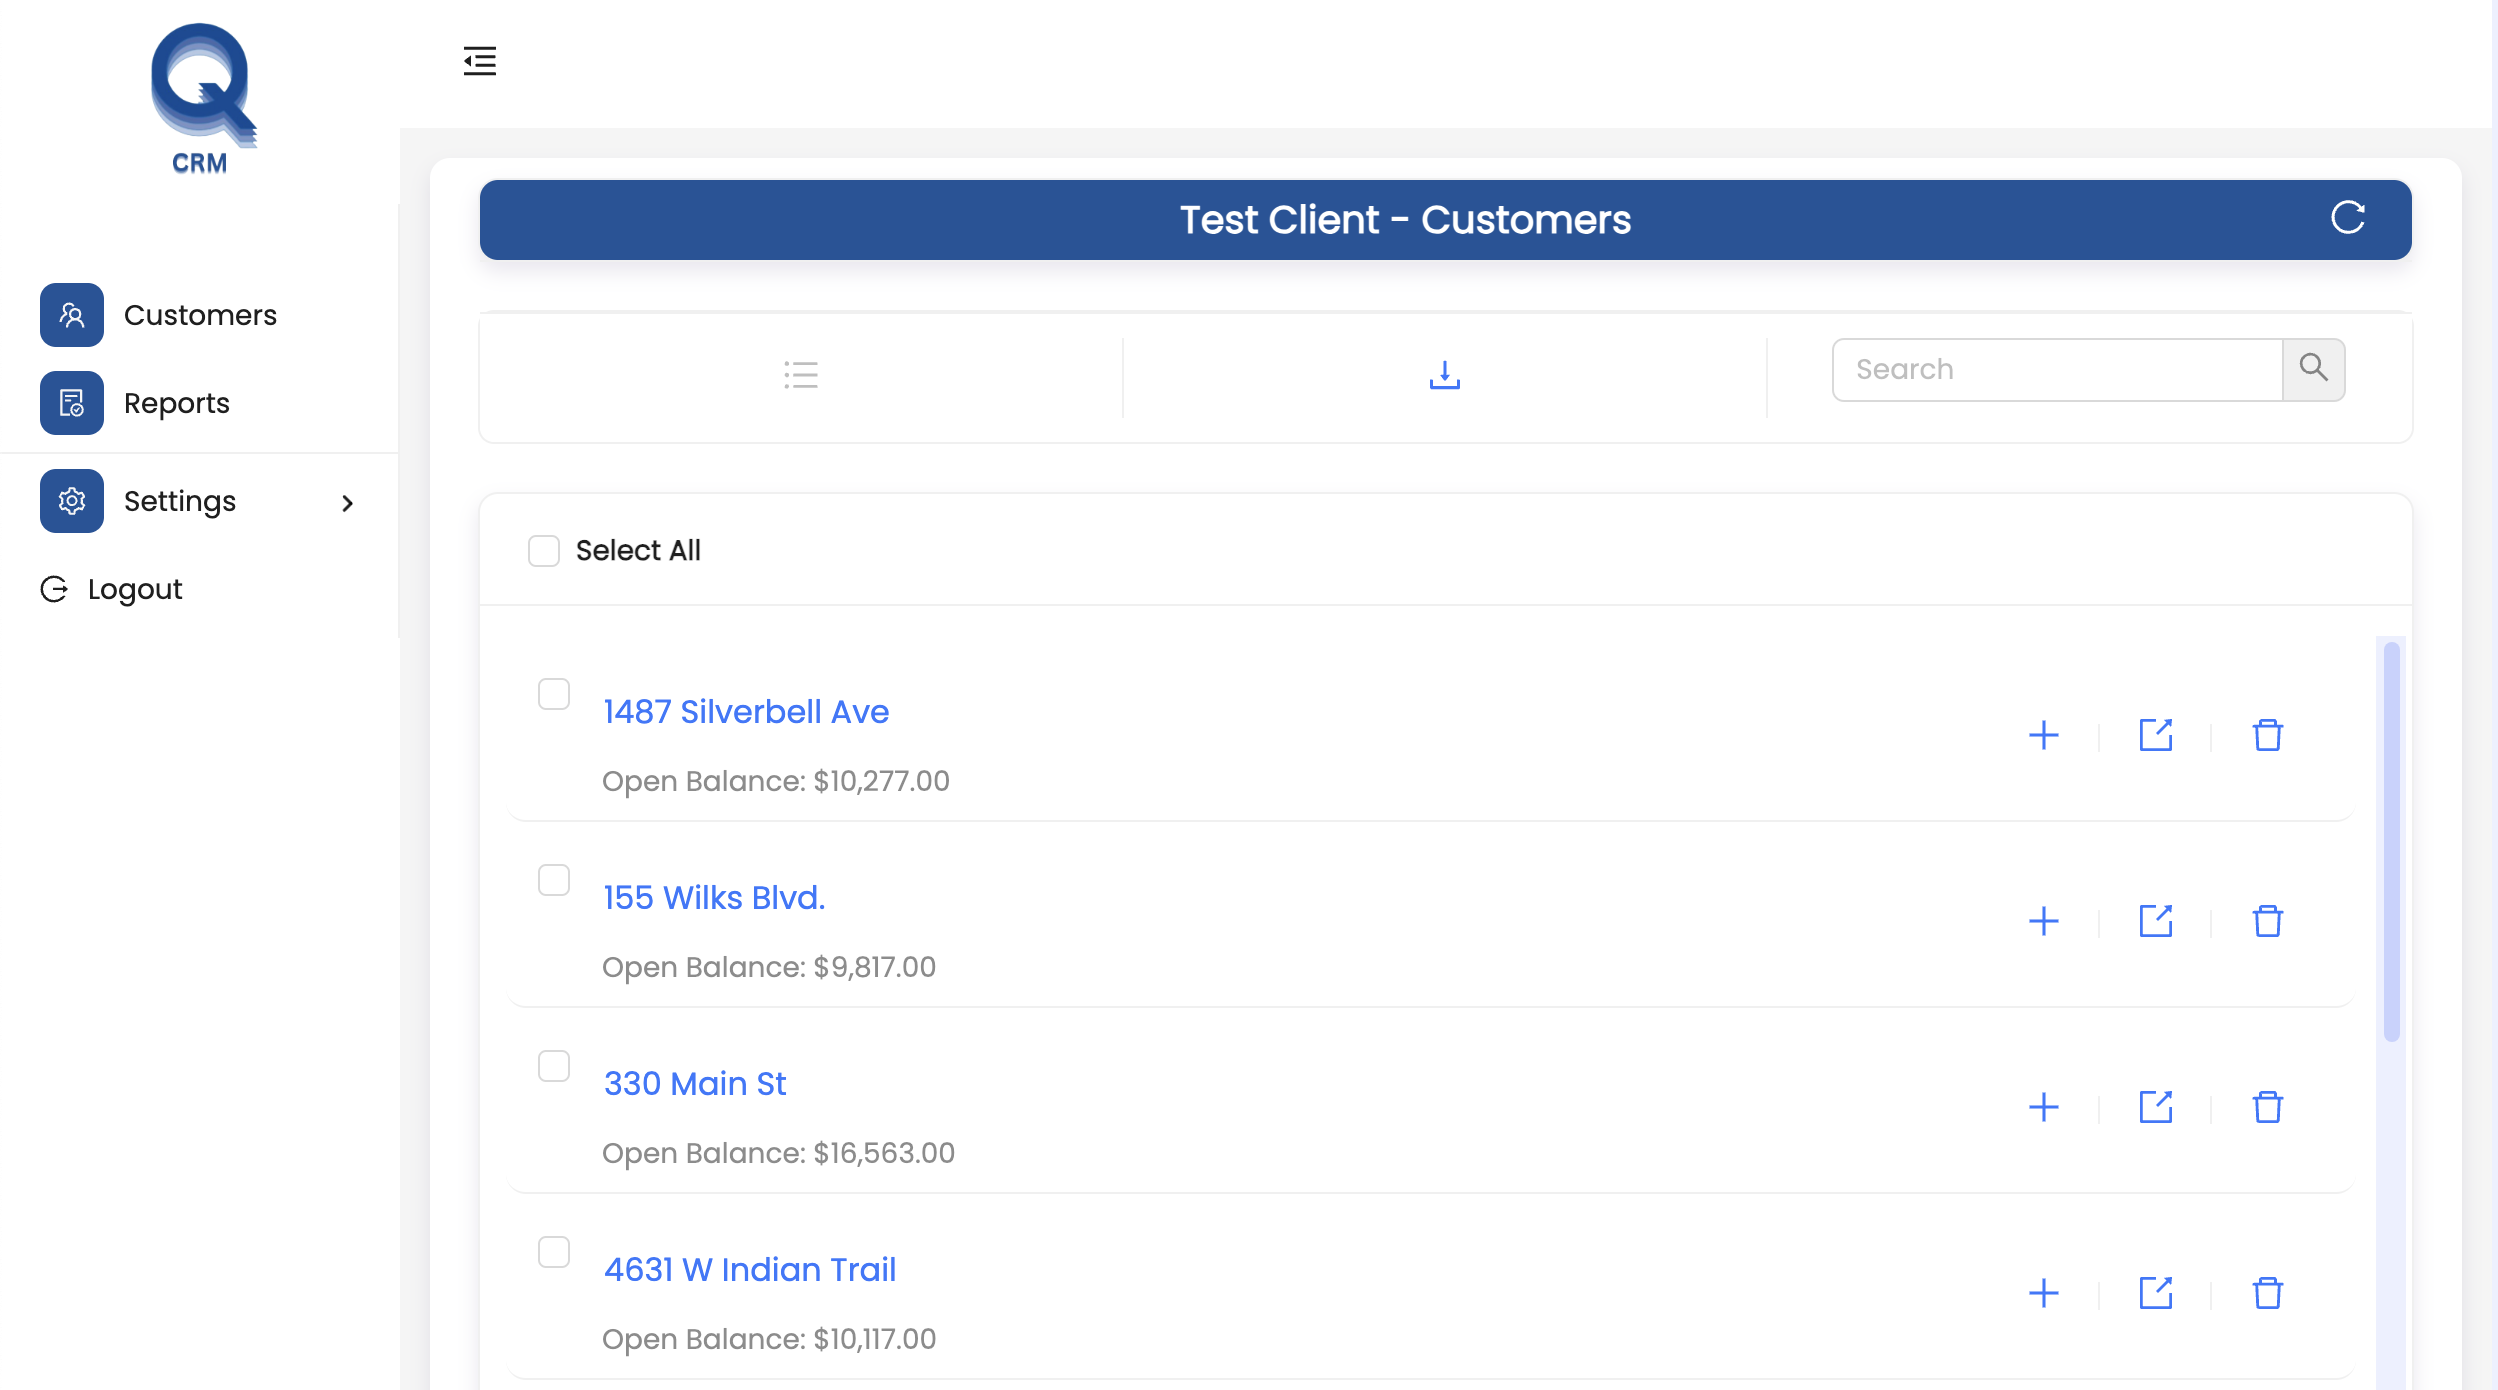 Q
CRM
Customers
Reports
Settings
Logout
Test Client - Customers
Search
Select All
1487 Silverbell Ave
Open Balance: $10,277.00
155 Wilks Blvd.
Open Balance: $9,817.00
330 Main St
Open Balance: $16,563.00
4631 W Indian Trail
Open Balance: $10,117.00